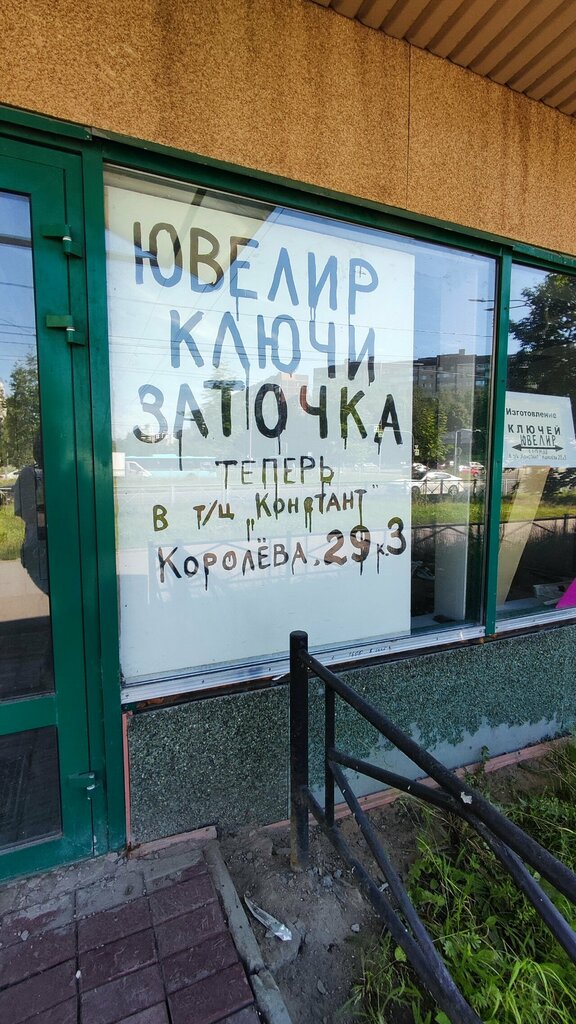 ЮВЕЛИР
КЛЮЧИ
ЗАТОЧКА
ТЕПЕРЬ
В Т/Ц „КОНСТАНТ"
КОРОЛЁВА, 29 к 3
Изготовление
КЛЮЧЕЙ
ЮВЕЛИР